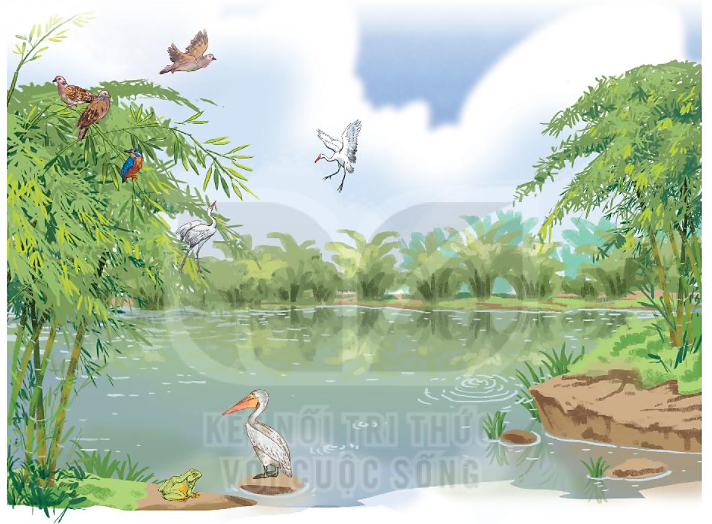 KẾT NỐI TRI THỨC
VỚI CUỘC SỐNG